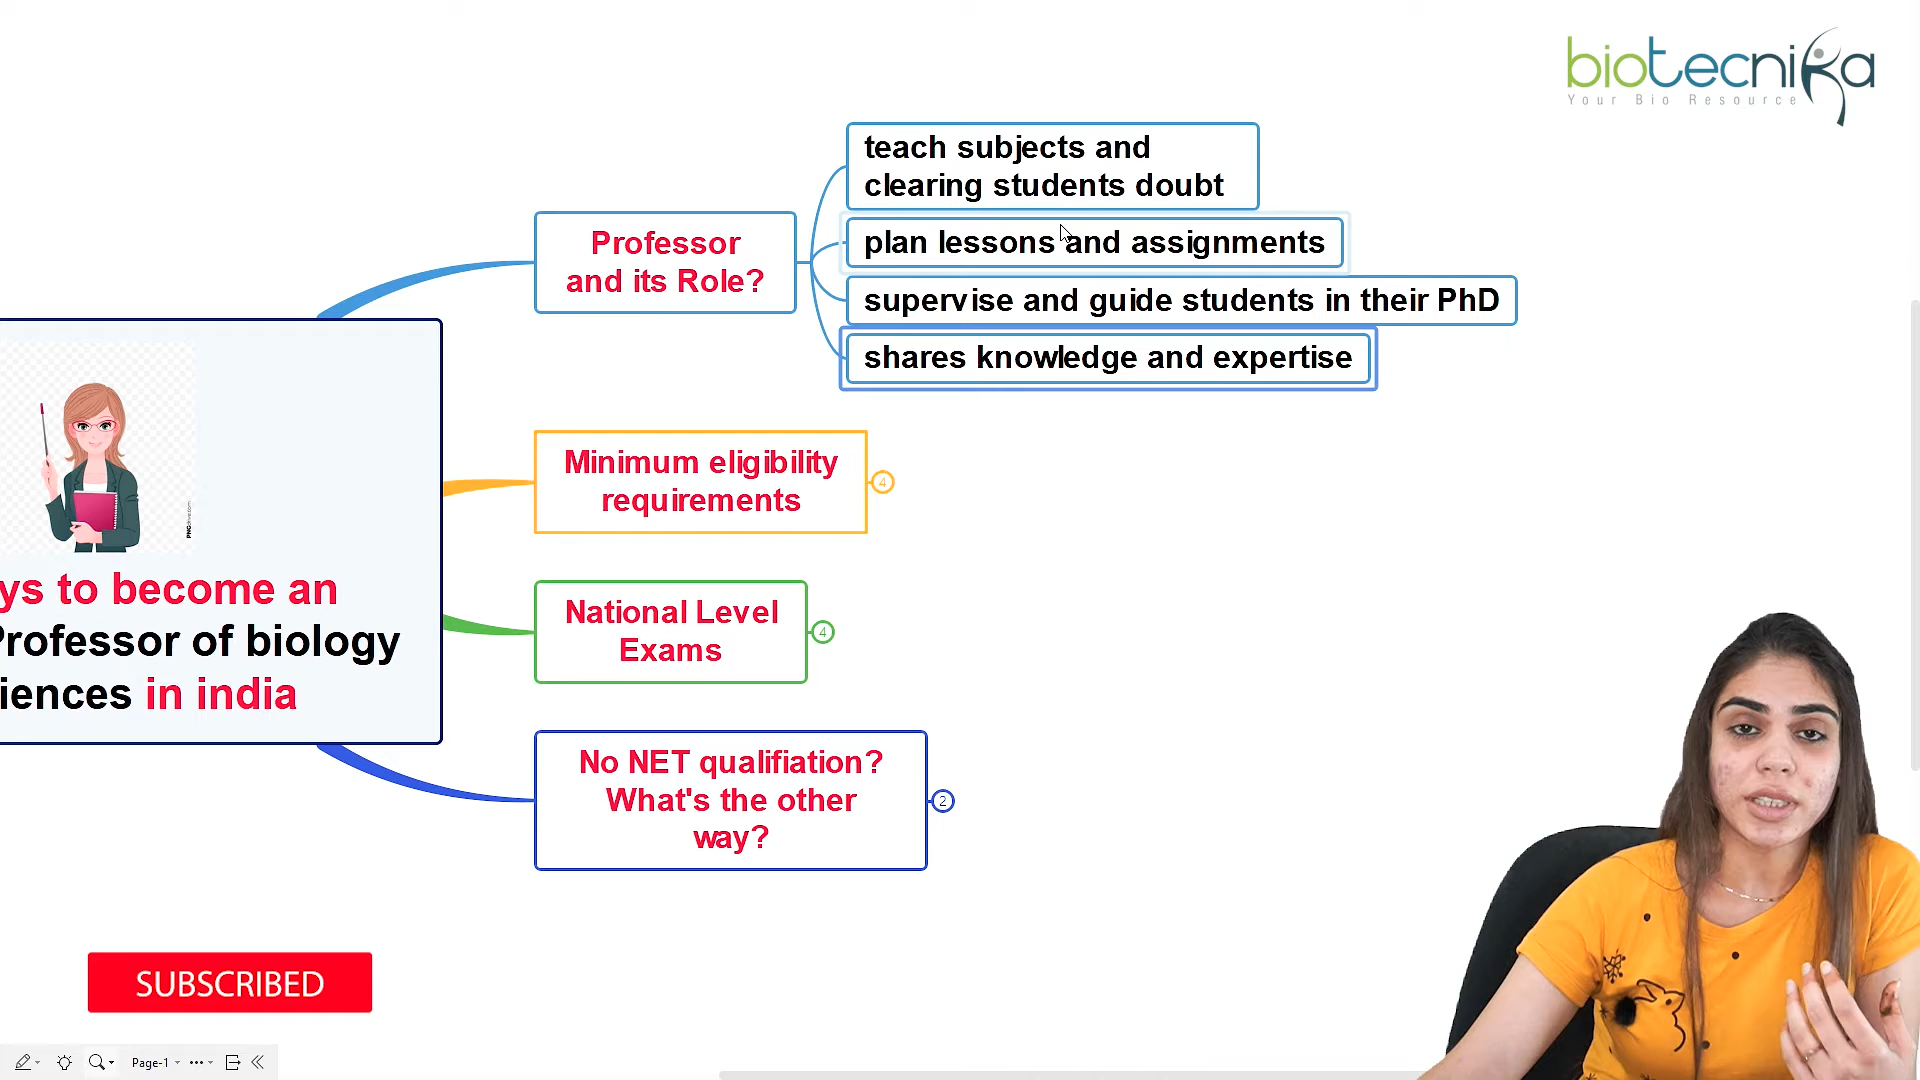 biotecnika
Your Bio Resource
teach subjects and
clearing students doubt
plan lessons and assignments
supervise and guide students in their PhD
shares knowledge and expertise
Professor
and its Role?
Minimum eligibility
requirements
4
National Level
Exams
4
No NET qualifiation?
What's the other
way?
2
ys to become an
Professor of biology
iences in india
SUBSCRIBED
Page-1